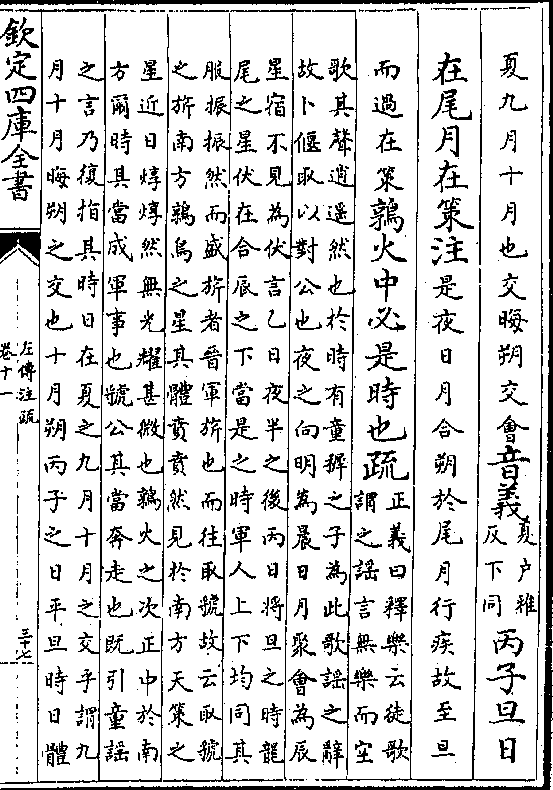 夏九月十月也交晦朔交會音義夏户雅反下同丙子旦日
在尾月在策注是夜日月合朔於尾月行疾故至旦
而過在策鶉火中必是時也疏正義曰釋樂云徒歌
謂之謡言無樂而空
歌其聲逍遥然也於時有童穉之子為此歌謡之辭
故卜偃取以對公也夜之向明為晨日月聚會為辰
星宿不見為伏言乙日夜半之後丙日將旦之時龍
尾之星伏在合辰之下當是之時軍人上下均同其
服振振然而盛旂者晉軍旂也而往取虢故云取虢
之旂南方鶉鳥之星其體賁賁然見於南方天策之
星近日焞焞然無光耀甚微也鶉火之次正中於南
方爾時其當成軍事也虢公其當奔走也既引童謡
之言乃復指其時日在夏之九月十月之交乎謂九
月十月晦朔之交也十月朔丙子之日平旦時日體
欽定四庫全書
左傳注疏
卷十一
三十七